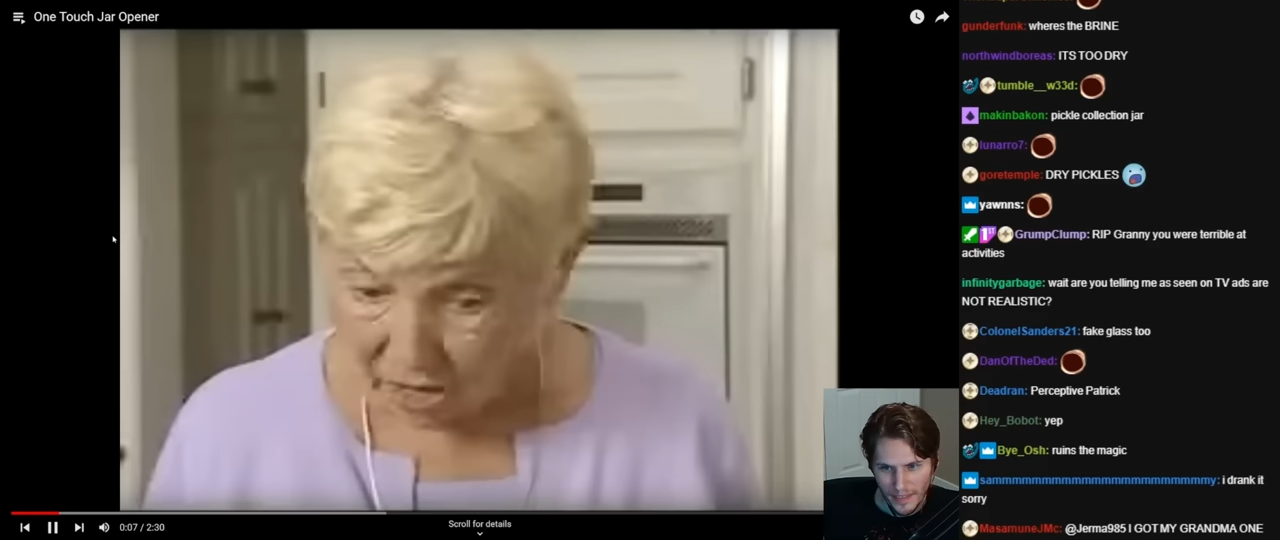 One Touch Jar Opener
gunderfunk: wheres the BRINE
northwindboreas: ITS TOO DRY
tumble__w33d:
makinbakon: pickle collection jar
lunarro7:
goretemple: DRY PICKLES
yawnns:
GrumpClump: RIP Granny you were terrible at
activities
infinitygarbage: wait are you telling me as seen on TV ads are
NOT REALISTIC?
ColonelSanders21: fake glass too
DanOfTheDed:
Deadran: Perceptive Patrick
Hey_Bobot: yep
Bye_Osh: ruins the magic
sammmmmmmmmmmmmmmmmmmmmmy: i drank it
sorry
MasamuneJMc: @Jerma985 I GOT MY GRANDMA ONE
0:07 / 2:30
Scroll for details